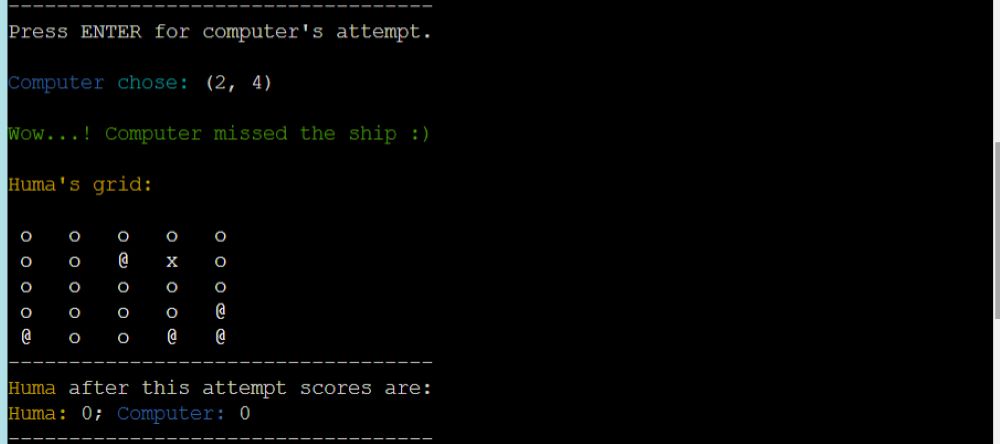 -----------------------------------
Press ENTER for computer's attempt.
Computer chose: (2, 4)
Wow...! Computer missed the ship :)
Huma's grid:
o o o o o
o o @ x o
o o o o o
o o o o @
@ o o @ @
-----------------------------------
Huma after this attempt scores are:
Huma: 0; Computer: 0
-----------------------------------